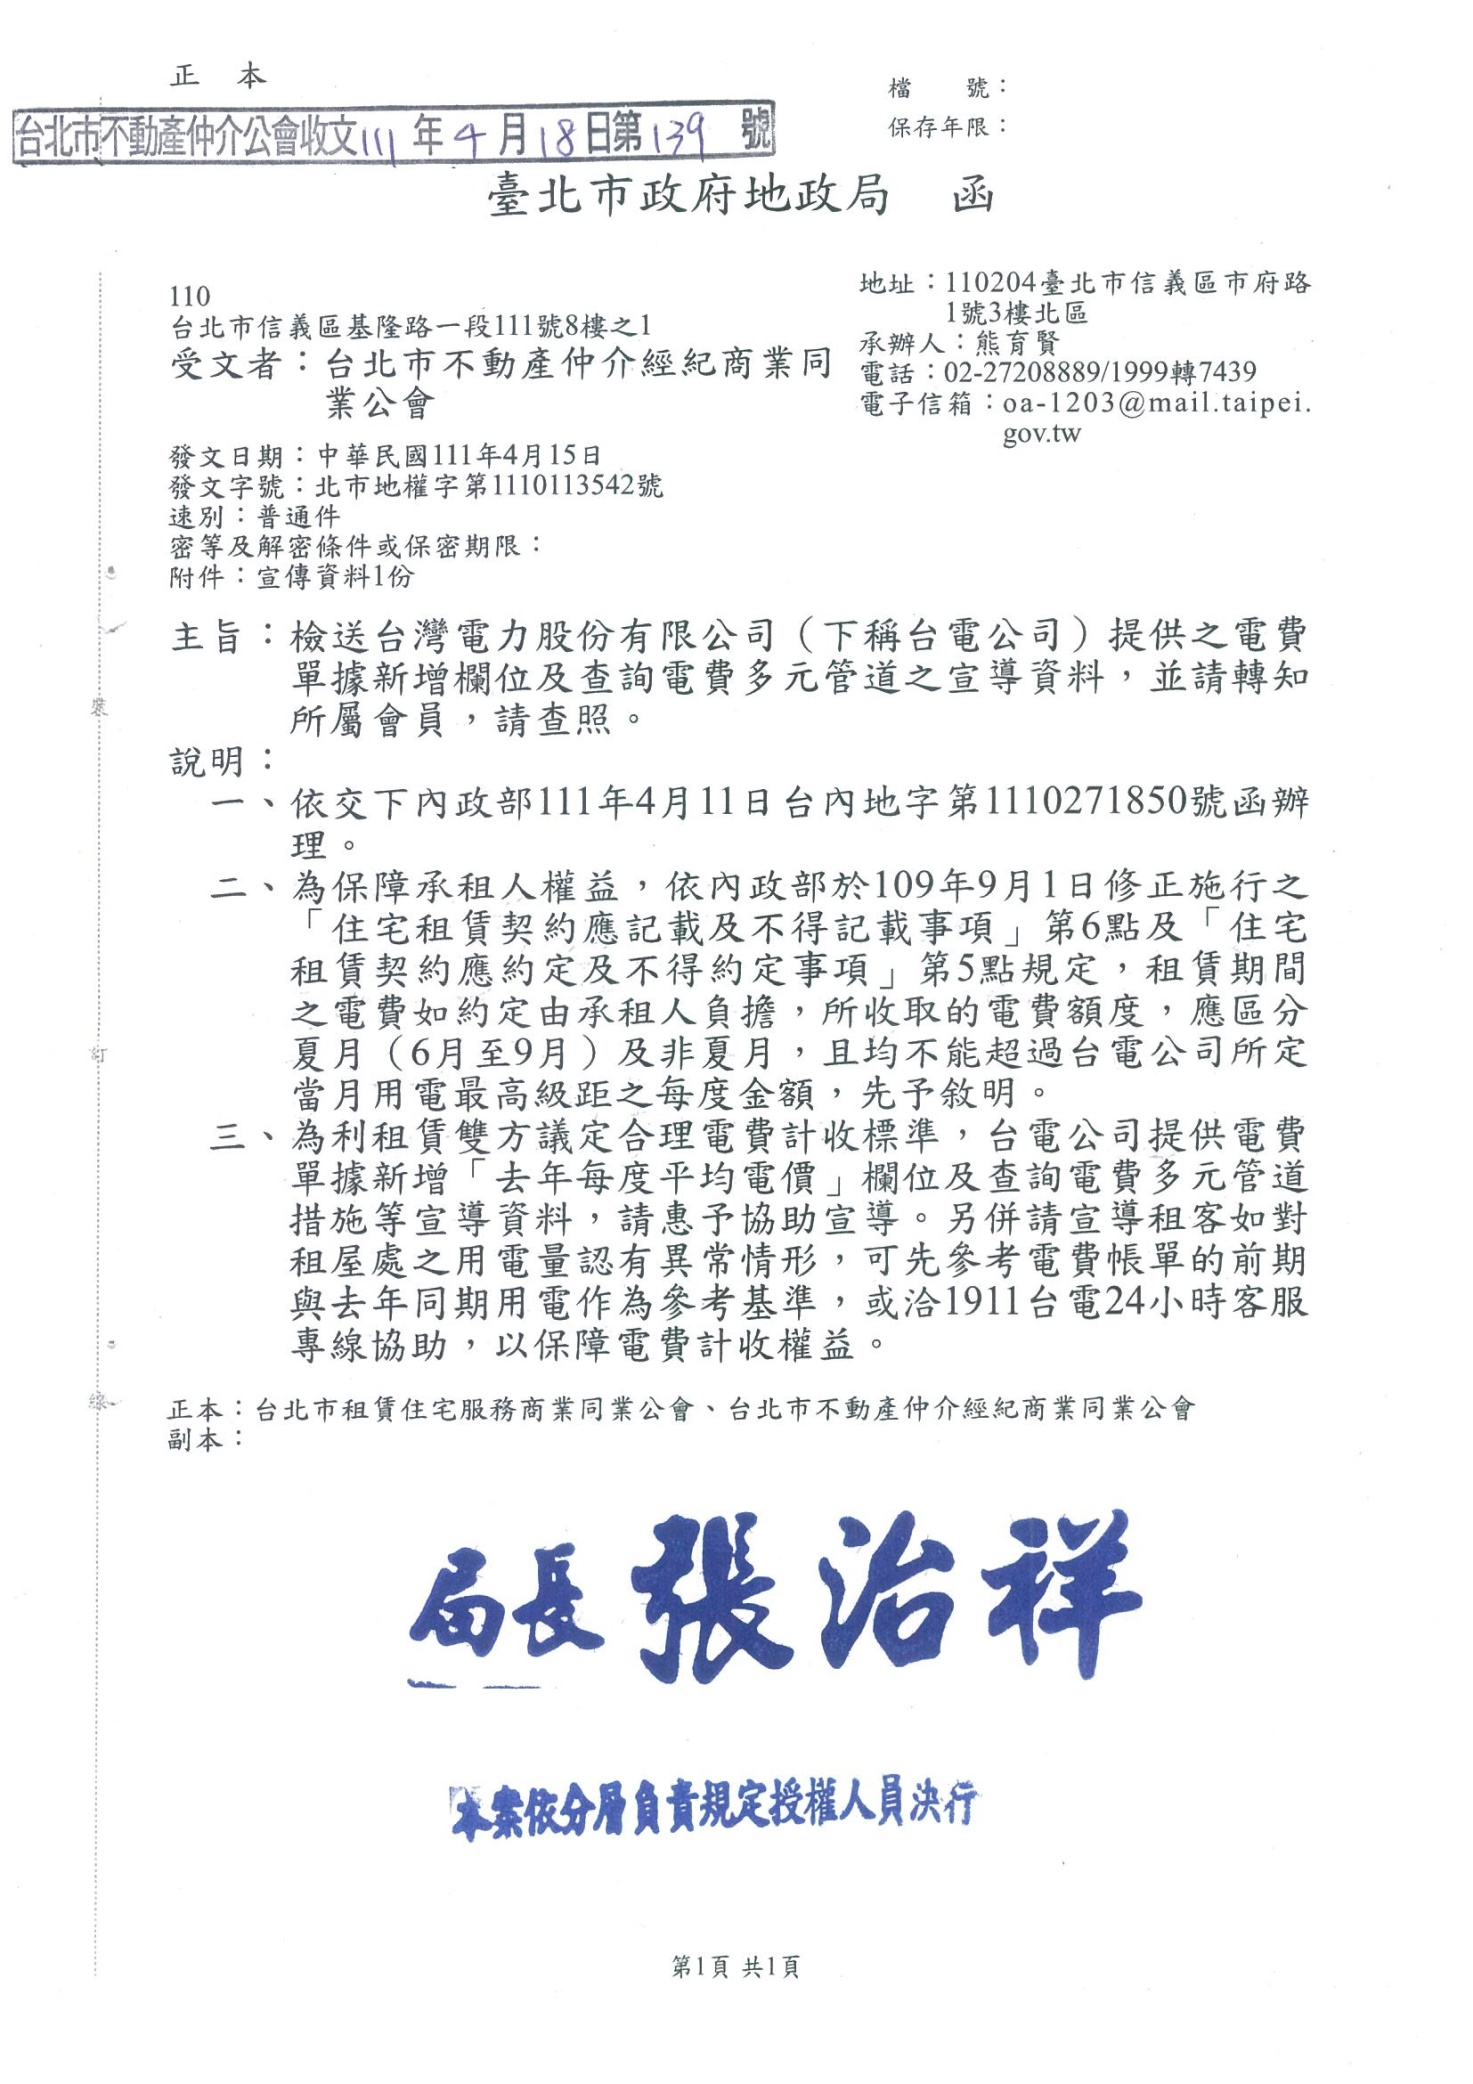 正 本
檔 號：
保存年限：
台北市不動產仲介公會收文111年4月18日第139號
臺北市政府地政局 函
地址：110204臺北市信義區市府路
1號3樓北區
承辦人：熊育賢
電話：02-27208889/1999轉7439
電子信箱：oa-1203@mail.taipei.
gov.tw
110
台北市信義區基隆路一段111號8樓之1
受文者：台北市不動產仲介經紀商業同
業公會
發文日期：中華民國111年4月15日
發文字號：北市地權字第1110113542號
速別：普通件
密等及解密條件或保密期限：
附件：宣傳資料1份
主旨：檢送台灣電力股份有限公司（下稱台電公司）提供之電費
單據新增欄位及查詢電費多元管道之宣導資料，並請轉知
所屬會員，請查照。
說明：
一、依交下內政部111年4月11日台內地字第1110271850號函辦
理。
二、為保障承租人權益，依內政部於109年9月1日修正施行之
「住宅租賃契約應記載及不得記載事項」第6點及「住宅
租賃契約應約定及不得約定事項」第5點規定，租賃期間
之電費如約定由承租人負擔，所收取的電費額度，應區分
夏月（6月至9月）及非夏月，且均不能超過台電公司所定
當月用電最高級距之每度金額，先予敘明。
三、為利租賃雙方議定合理電費計收標準，台電公司提供電費
單據新增「去年每度平均電價」欄位及查詢電費多元管道
措施等宣導資料，請惠予協助宣導。另併請宣導租客如對
租屋處之用電量認有異常情形，可先參考電費帳單的前期
與去年同期用電作為參考基準，或洽1911台電24小時客服
專線協助，以保障電費計收權益。
正本：台北市租賃住宅服務商業同業公會、台北市不動產仲介經紀商業同業公會
副本：
裝
訂
線
局長 張治祥
本案依分層負責規定授權人員決行
第1頁 共1頁